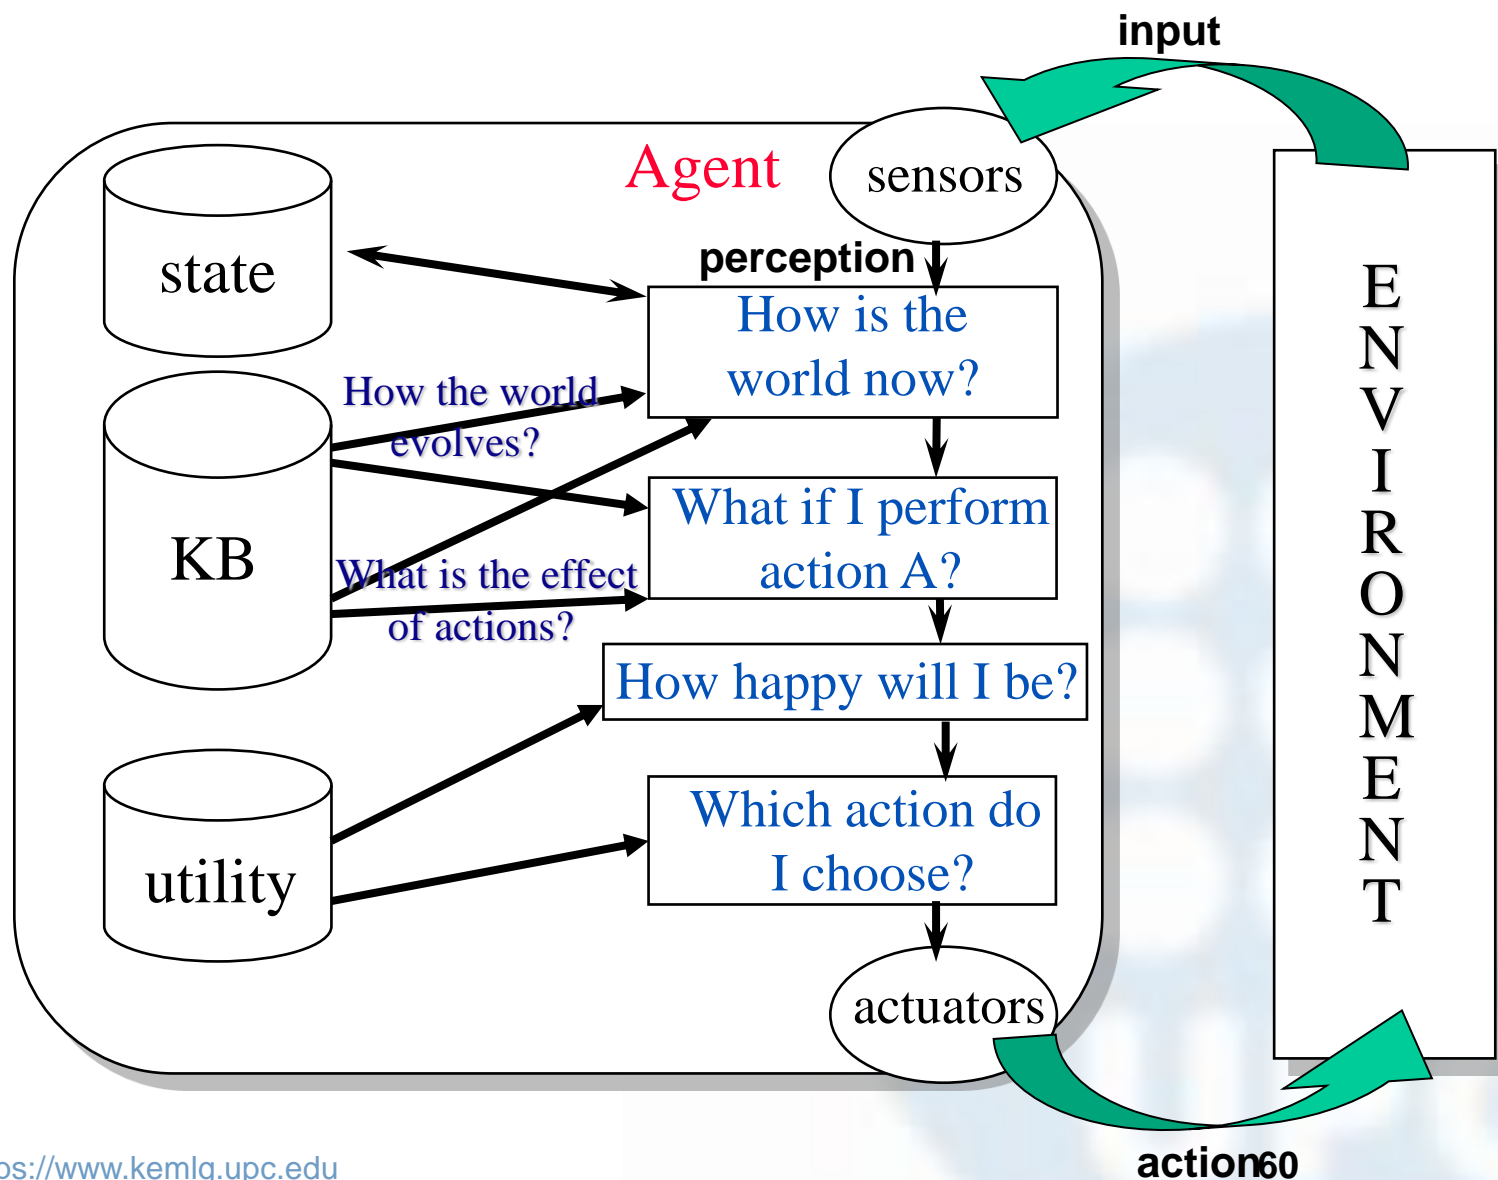 input
Agent
sensors
state
perception
How is the
world now?
How the world
evolves?
KB
What if I perform
action A?
What is the effect
of actions?
How happy will I be?
utility
Which action do
I choose?
actuators
ENVIRONMENT
action
60
ps://www.kemlg.upc.edu